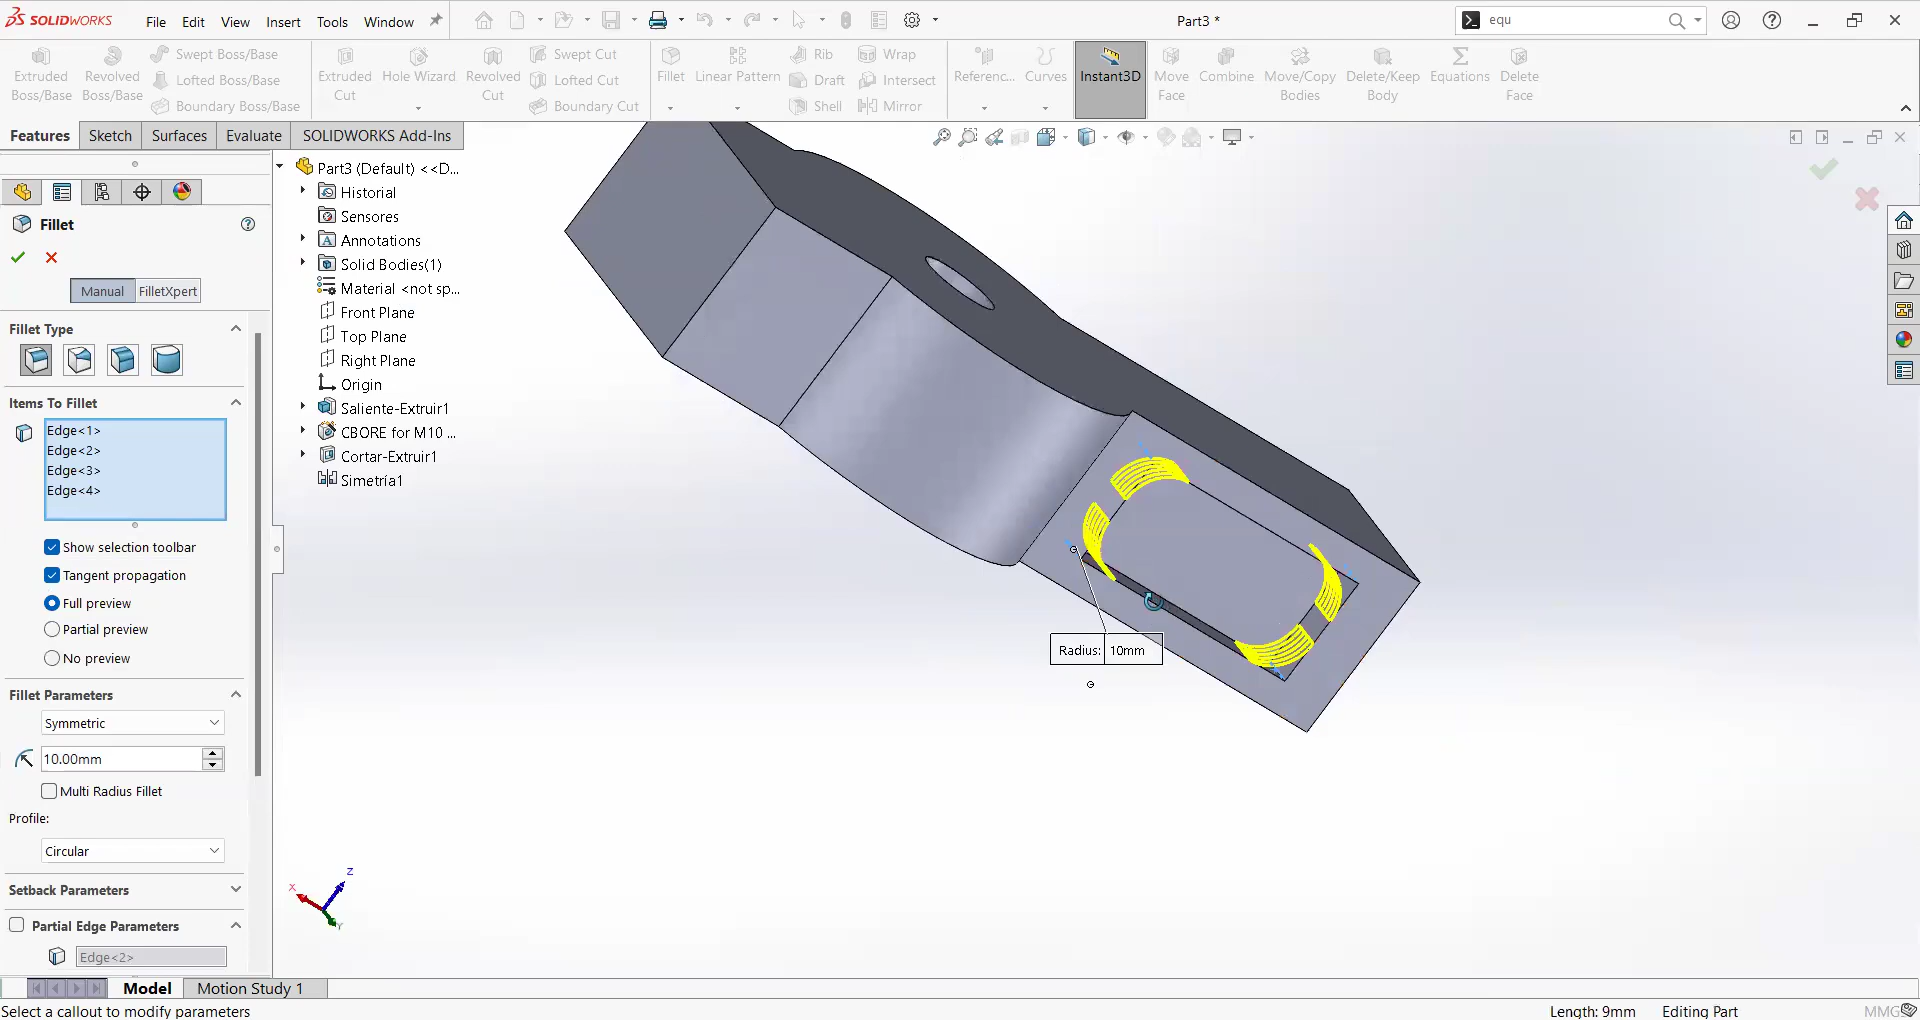 SOLIDWORKS File Edit View Insert Tools Window Part3 * equ
Extruded Boss/Base
Revolved Boss/Base
Swept Boss/Base
Lofted Boss/Base
Boundary Boss/Base
Extruded Cut
Hole Wizard
Revolved Cut
Swept Cut
Lofted Cut
Boundary Cut
Fillet
Linear Pattern
Rib
Draft
Shell
Wrap
Intersect
Mirror
Referenc...
Curves
Instant3D
Move Face
Combine
Move/Copy Bodies
Delete/Keep Body
Equations
Delete Face
Features Sketch Surfaces Evaluate SOLIDWORKS Add-Ins
Fillet
Manual FilletXpert
Fillet Type
Items To Fillet
Edge<1>
Edge<2>
Edge<3>
Edge<4>
Show selection toolbar
Tangent propagation
Full preview
Partial preview
No preview
Fillet Parameters
Symmetric
10.00mm
Multi Radius Fillet
Profile:
Circular
Setback Parameters
Partial Edge Parameters
Edge<2>
Part3 (Default) <<D...
Historial
Sensores
Annotations
Solid Bodies(1)
Material <not sp...
Front Plane
Top Plane
Right Plane
Origin
Saliente-Extruir1
CBORE for M10 ...
Cortar-Extruir1
Simetría1
Radius: 10mm
X Z Y
Model Motion Study 1
Select a callout to modify parameters Length: 9mm Editing Part